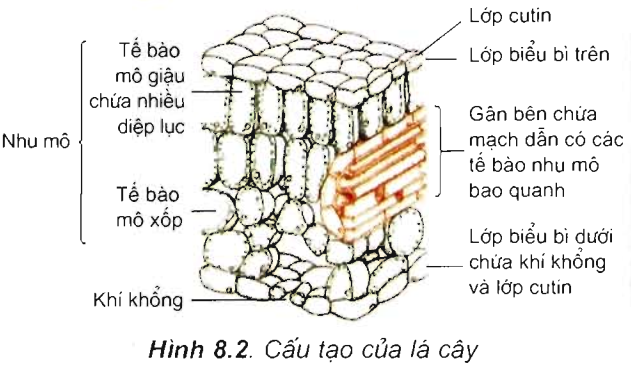 Lớp cutin
Tế bào
mô giậu
chứa nhiều
diệp lục
Lớp biểu bì trên
Nhu mô
Gân bên chứa
mạch dẫn có các
tế bào nhu mô
bao quanh
Tế bào
mô xốp
Lớp biểu bì dưới
chứa khí khổng
và lớp cutin
Khí khổng
Hình 8.2. Cấu tạo của lá cây